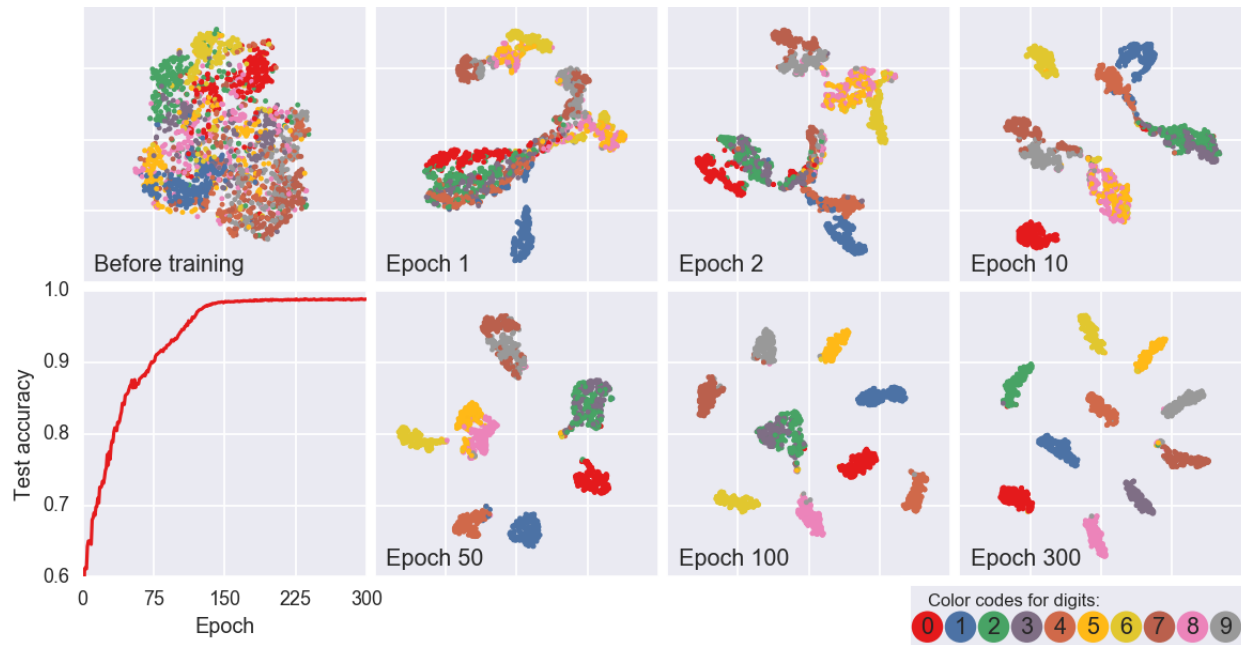 Before training
Epoch 1
Epoch 2
Epoch 10
1.0
0.9
0.8
0.7
0.6
Test accuracy
0 75 150 225 300
Epoch
Epoch 50
Epoch 100
Epoch 300
Color codes for digits:
0 1 2 3 4 5 6 7 8 9